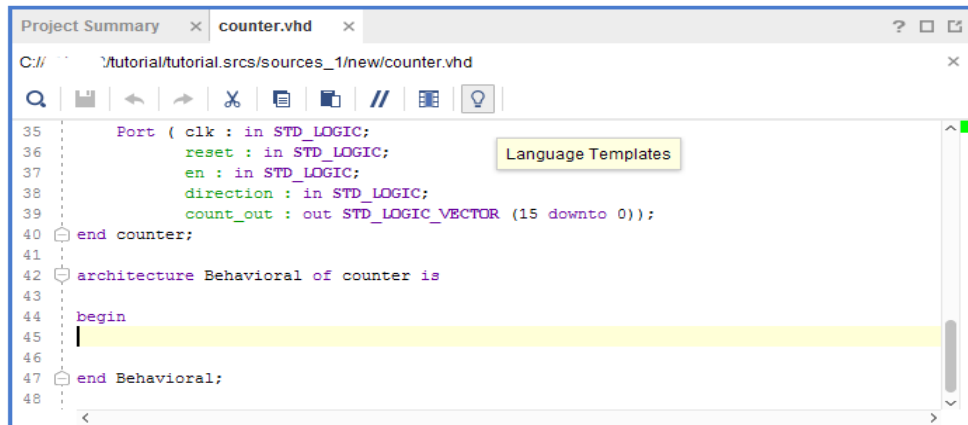 Project Summary × counter.vhd × ?
C:// /tutorial/tutorial.srcs/sources_1/new/counter.vhd ×
//
35 Port ( clk : in STD_LOGIC;
Language Templates
36 reset : in STD_LOGIC;
37 en : in STD_LOGIC;
38 direction : in STD_LOGIC;
39 count_out : out STD_LOGIC_VECTOR (15 downto 0));
40 end counter;
41
42 architecture Behavioral of counter is
43
44 begin
45
46
47 end Behavioral;
48